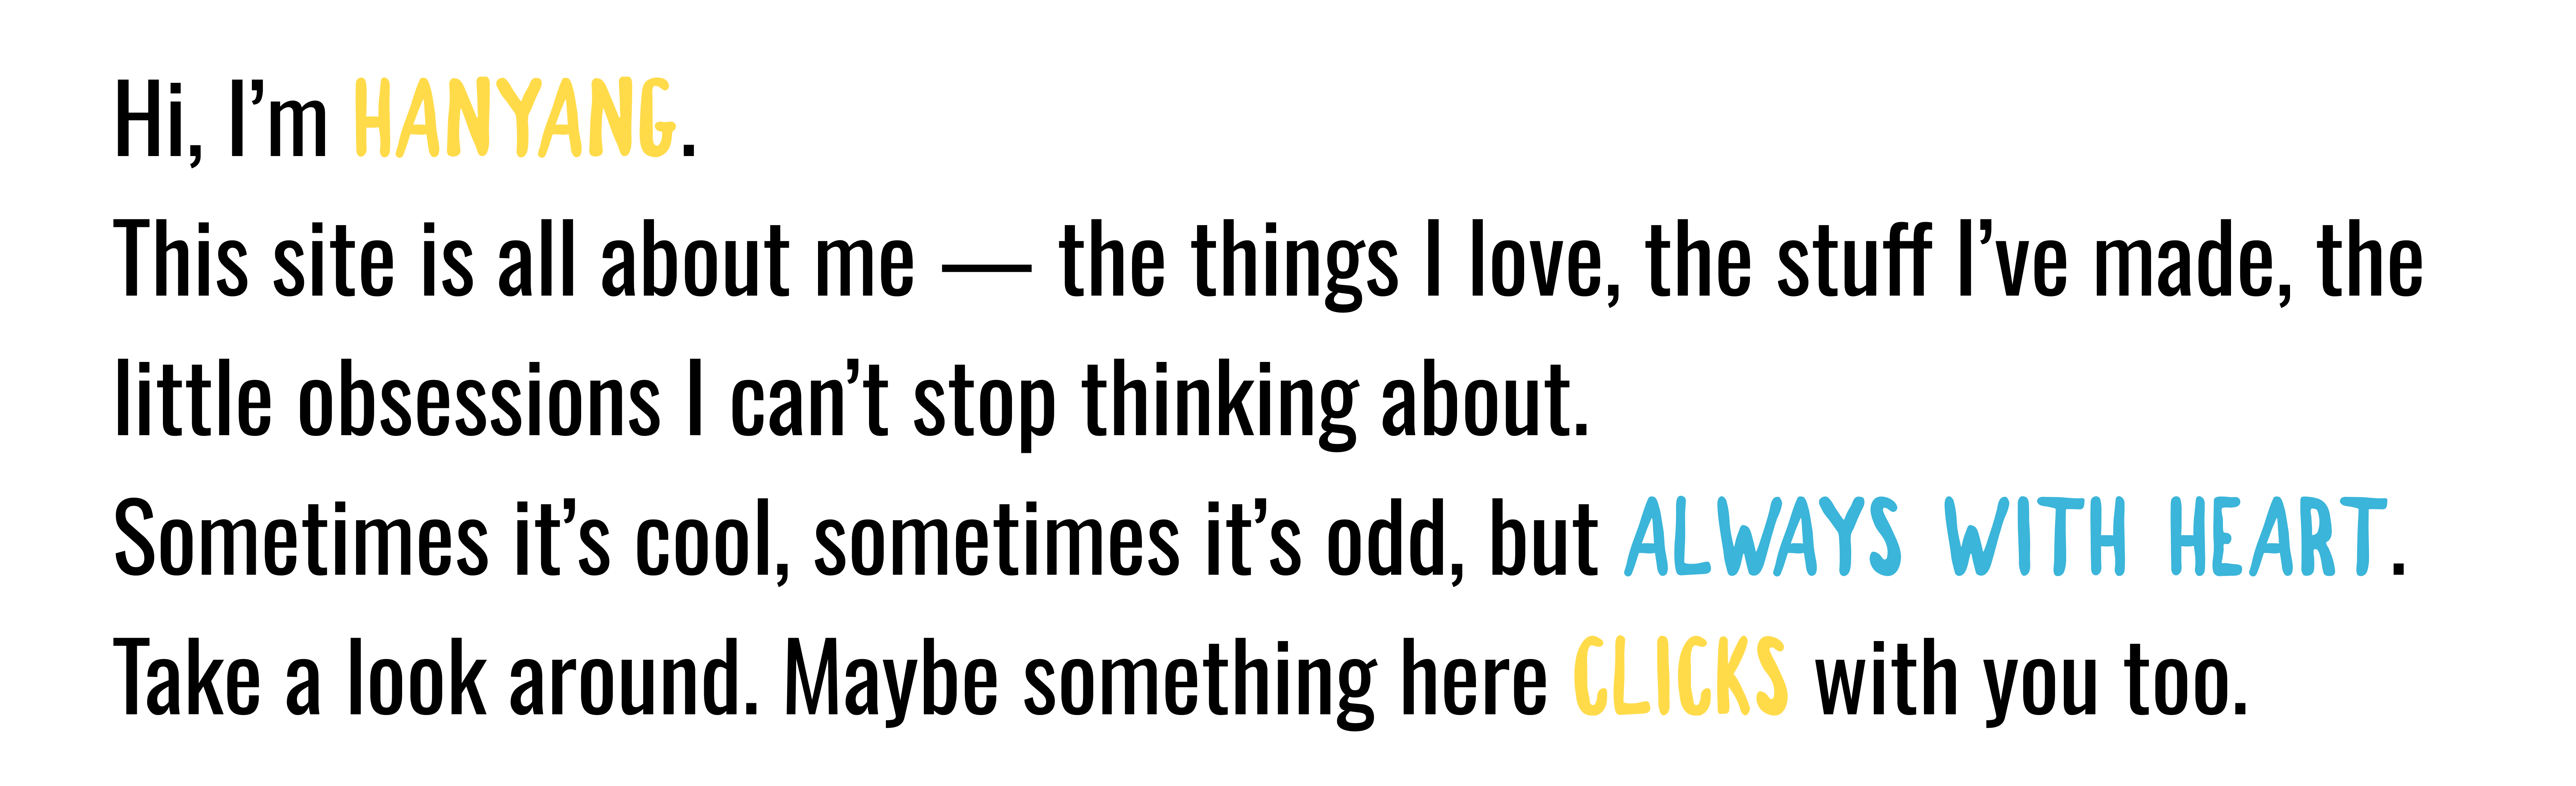 Hi, I’m HANYANG.
This site is all about me — the things I love, the stuff I’ve made, the
little obsessions I can’t stop thinking about.
Sometimes it’s cool, sometimes it’s odd, but ALWAYS WITH HEART.
Take a look around. Maybe something here CLICKS with you too.